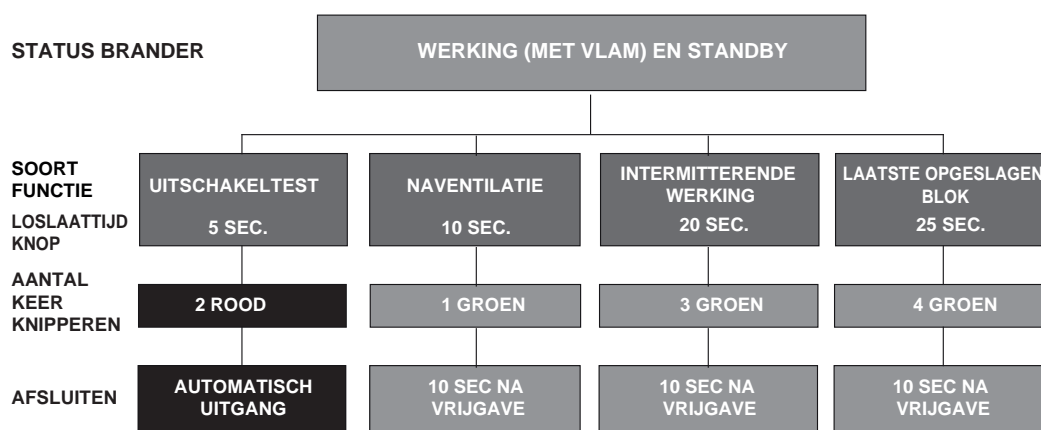 STATUS BRANDER
WERKING (MET VLAM) EN STANDBY
SOORT
FUNCTIE
LOSLAATTIJD
KNOP
UITSCHAKELTEST
5 SEC.
NAVENTILATIE
10 SEC.
INTERMITTERENDE
WERKING
20 SEC.
LAATSTE OPGESLAGEN
BLOK
25 SEC.
AANTAL
KEER
KNIPPEREN
2 ROOD
1 GROEN
3 GROEN
4 GROEN
AFSLUITEN
AUTOMATISCH
UITGANG
10 SEC NA
VRIJGAVE
10 SEC NA
VRIJGAVE
10 SEC NA
VRIJGAVE